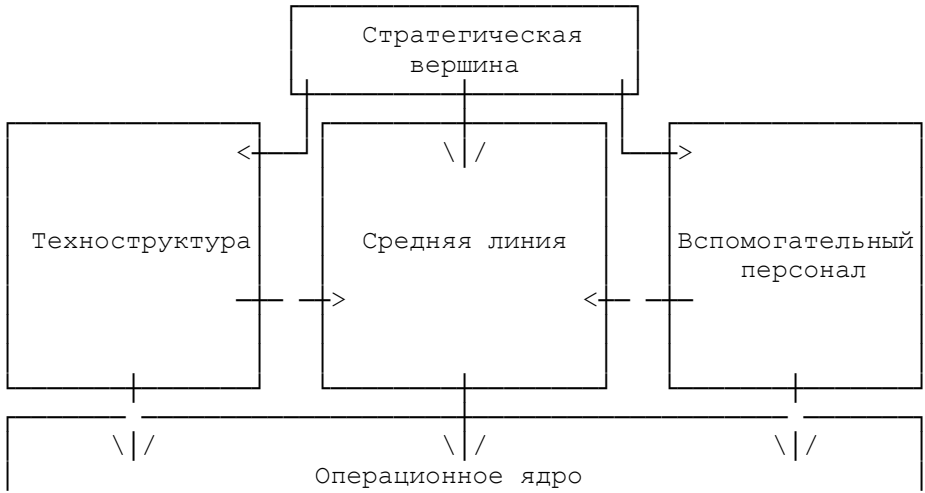 Стратегическая
вершина
Техноструктура
Средняя линия
Вспомогательный
персонал
Операционное ядро